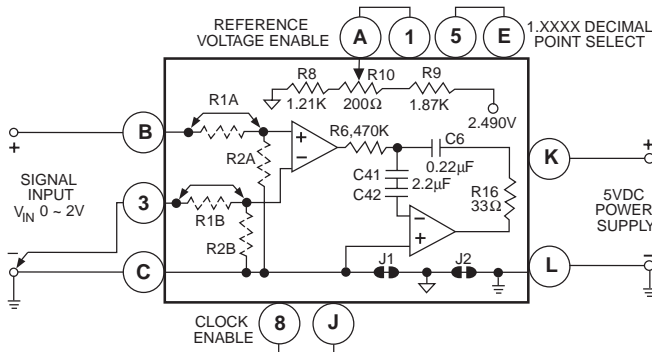 REFERENCE
VOLTAGE ENABLE
A
1
5
E
1.XXXX DECIMAL
POINT SELECT
R8
1.21K
R10
200Ω
R9
1.87K
2.490V
R1A
B
+
R2A
+
−
R6,470K
C6
0.22µF
C41
C42
2.2µF
R16
33Ω
K
+
SIGNAL
INPUT
VIN 0 ~ 2V
3
R1B
R2B
−
+
5VDC
POWER
SUPPLY
−
C
J1
J2
L
−
CLOCK
ENABLE
8
J